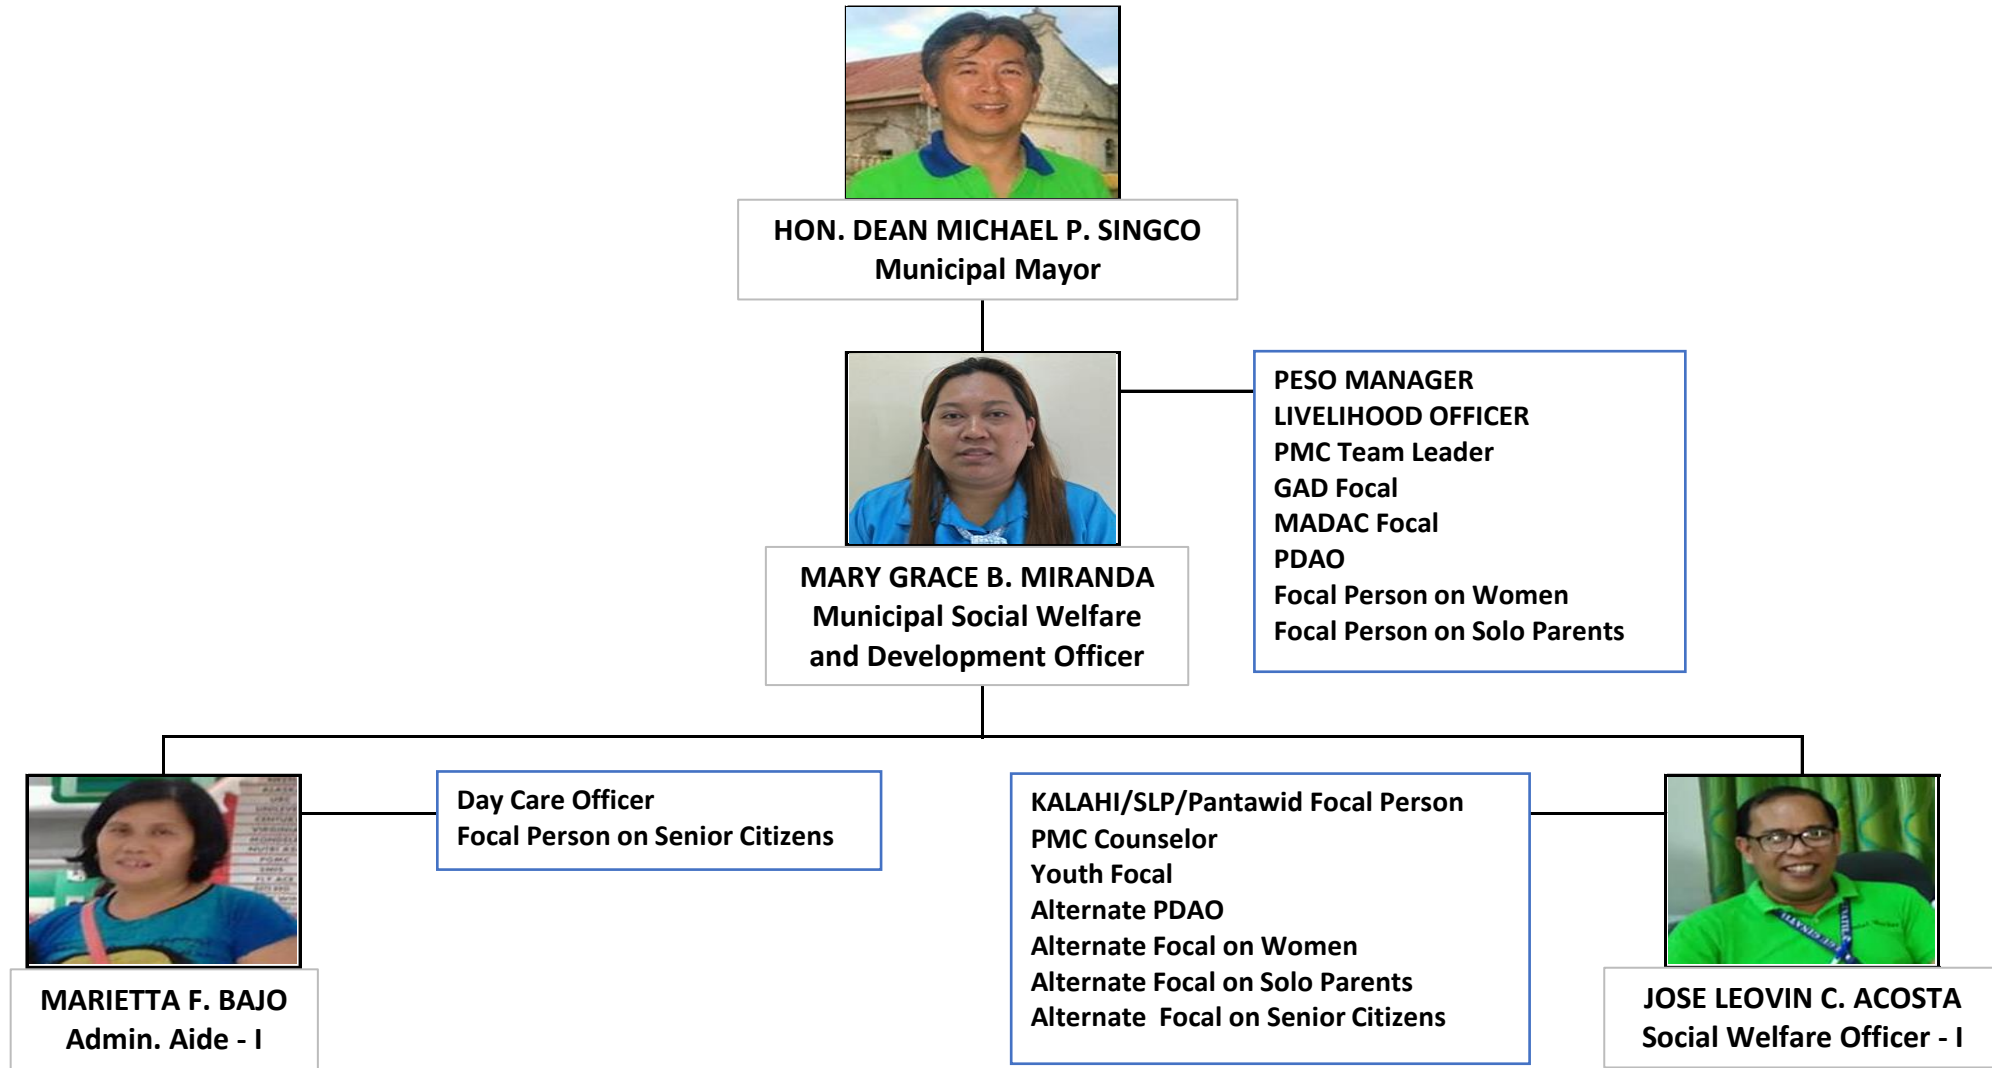 HON. DEAN MICHAEL P. SINGCO
Municipal Mayor
MARY GRACE B. MIRANDA
Municipal Social Welfare
and Development Officer
PESO MANAGER
LIVELIHOOD OFFICER
PMC Team Leader
GAD Focal
MADAC Focal
PDAO
Focal Person on Women
Focal Person on Solo Parents
MARIETTA F. BAJO
Admin. Aide - I
Day Care Officer
Focal Person on Senior Citizens
KALAHI/SLP/Pantawid Focal Person
PMC Counselor
Youth Focal
Alternate PDAO
Alternate Focal on Women
Alternate Focal on Solo Parents
Alternate  Focal on Senior Citizens
JOSE LEOVIN C. ACOSTA
Social Welfare Officer - I